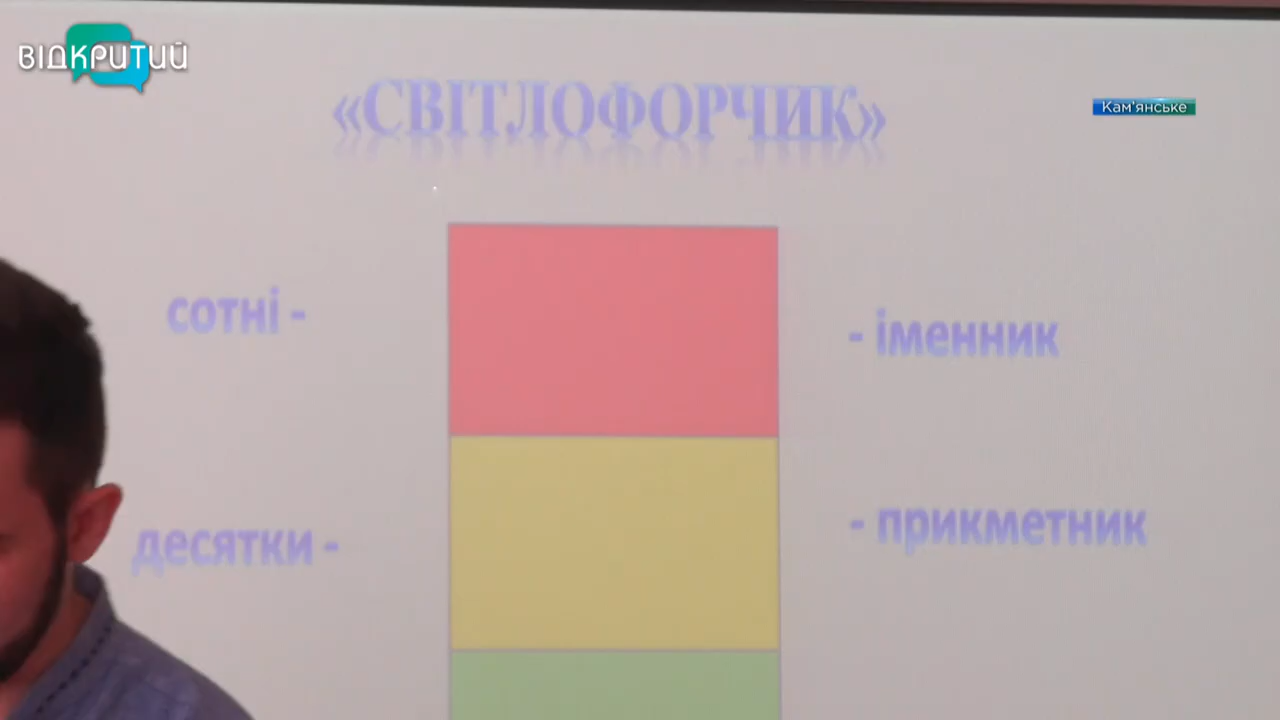 ВІДКРИТИЙ
«СВІТЛОФОРЧИК»
Кам'янське
сотні -
- іменник
десятки -
- прикметник